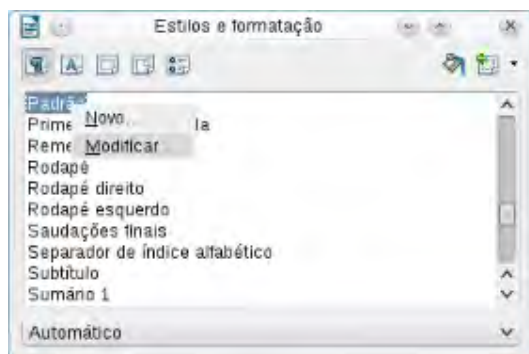 Estilos e formatação
Padrã
Novo...
Prime
la
Reme
Modificar...
Rodapé
Rodapé direito
Rodapé esquerdo
Saudações finais
Separador de índice alfabético
Subtítulo
Sumário 1
Automático